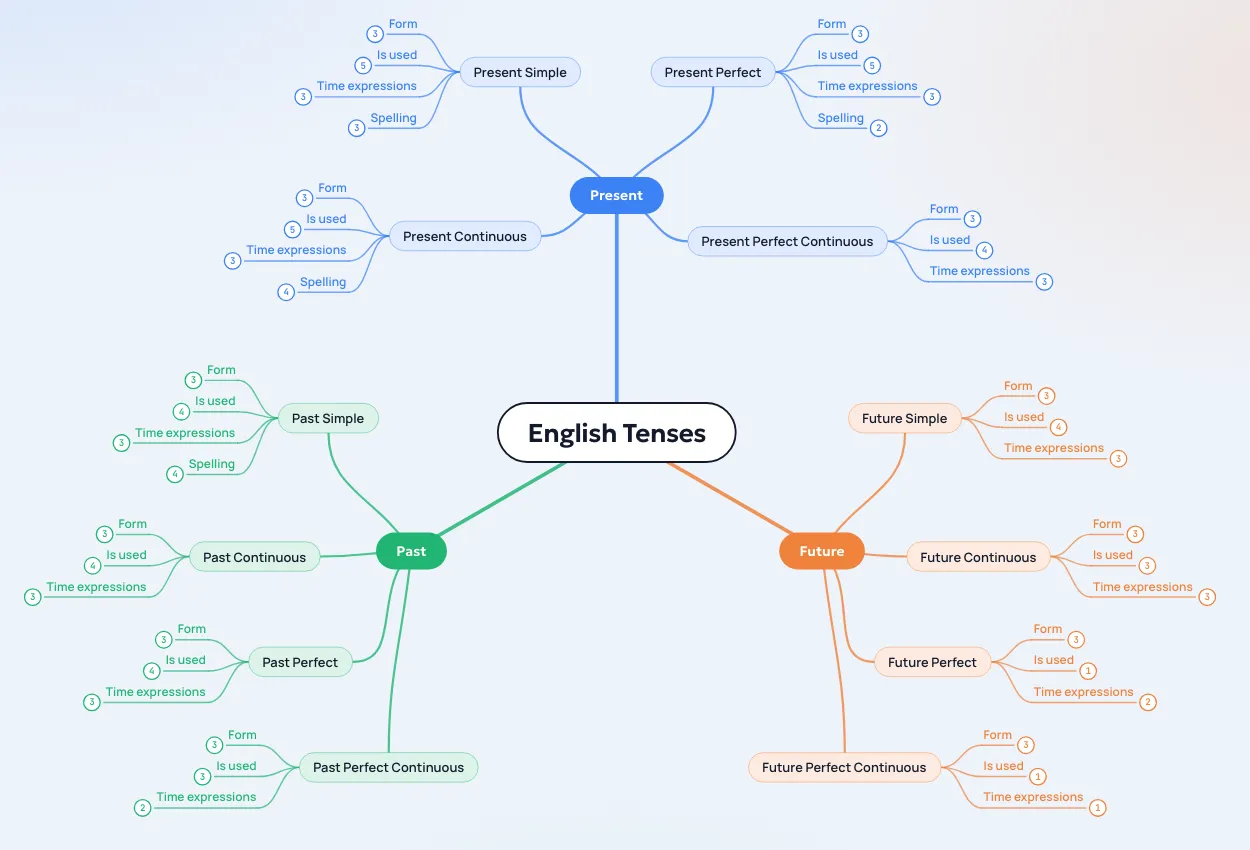 English Tenses
Present
Present Simple
Form
3
Is used
5
Time expressions
3
Spelling
3
Present Continuous
Form
3
Is used
5
Time expressions
3
Spelling
4
Present Perfect
Form
3
Is used
5
Time expressions
3
Spelling
2
Present Perfect Continuous
Form
3
Is used
4
Time expressions
3
Past
Past Simple
Form
3
Is used
4
Time expressions
3
Spelling
4
Past Continuous
Form
3
Is used
4
Time expressions
3
Past Perfect
Form
3
Is used
4
Time expressions
3
Past Perfect Continuous
Form
3
Is used
3
Time expressions
2
Future
Future Simple
Form
3
Is used
4
Time expressions
3
Future Continuous
Form
3
Is used
3
Time expressions
3
Future Perfect
Form
3
Is used
1
Time expressions
2
Future Perfect Continuous
Form
3
Is used
1
Time expressions
1